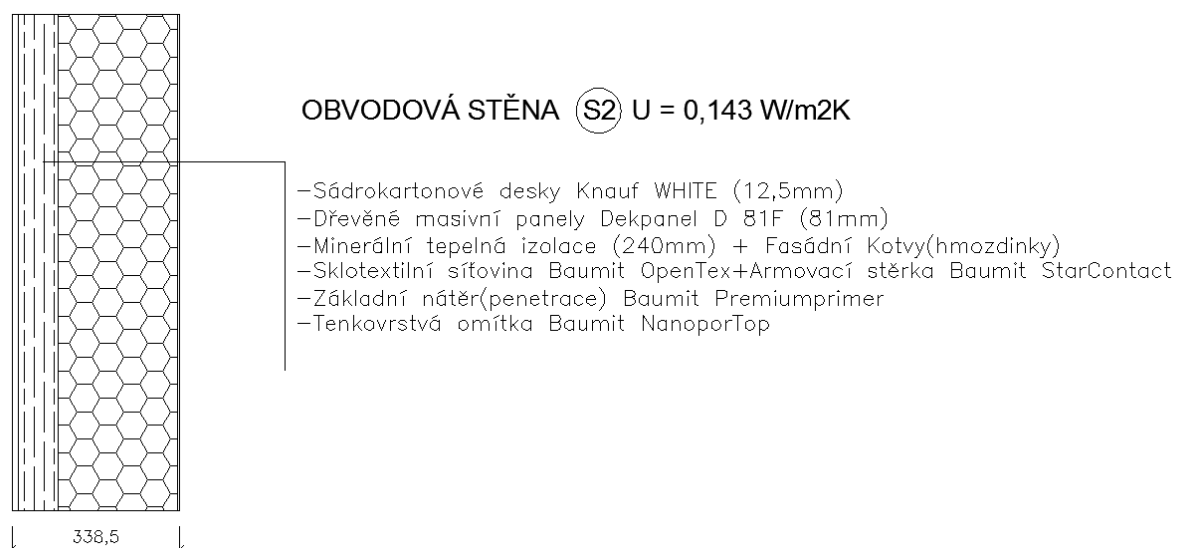 OBVODOVÁ STĚNA S2 U = 0,143 W/m2K
-Sádrokartonové desky Knauf WHITE (12,5mm)
-Dřevěné masivní panely Dekpanel D 81F (81mm)
-Minerální tepelná izolace (240mm) + Fasádní Kotvy(hmozdinky)
-Sklotextilní síťovina Baumit OpenTex+Armovací stěrka Baumit StarContact
-Základní nátěr(penetrace) Baumit Premiumprimer
-Tenkovrstvá omítka Baumit NanoporTop
338,5